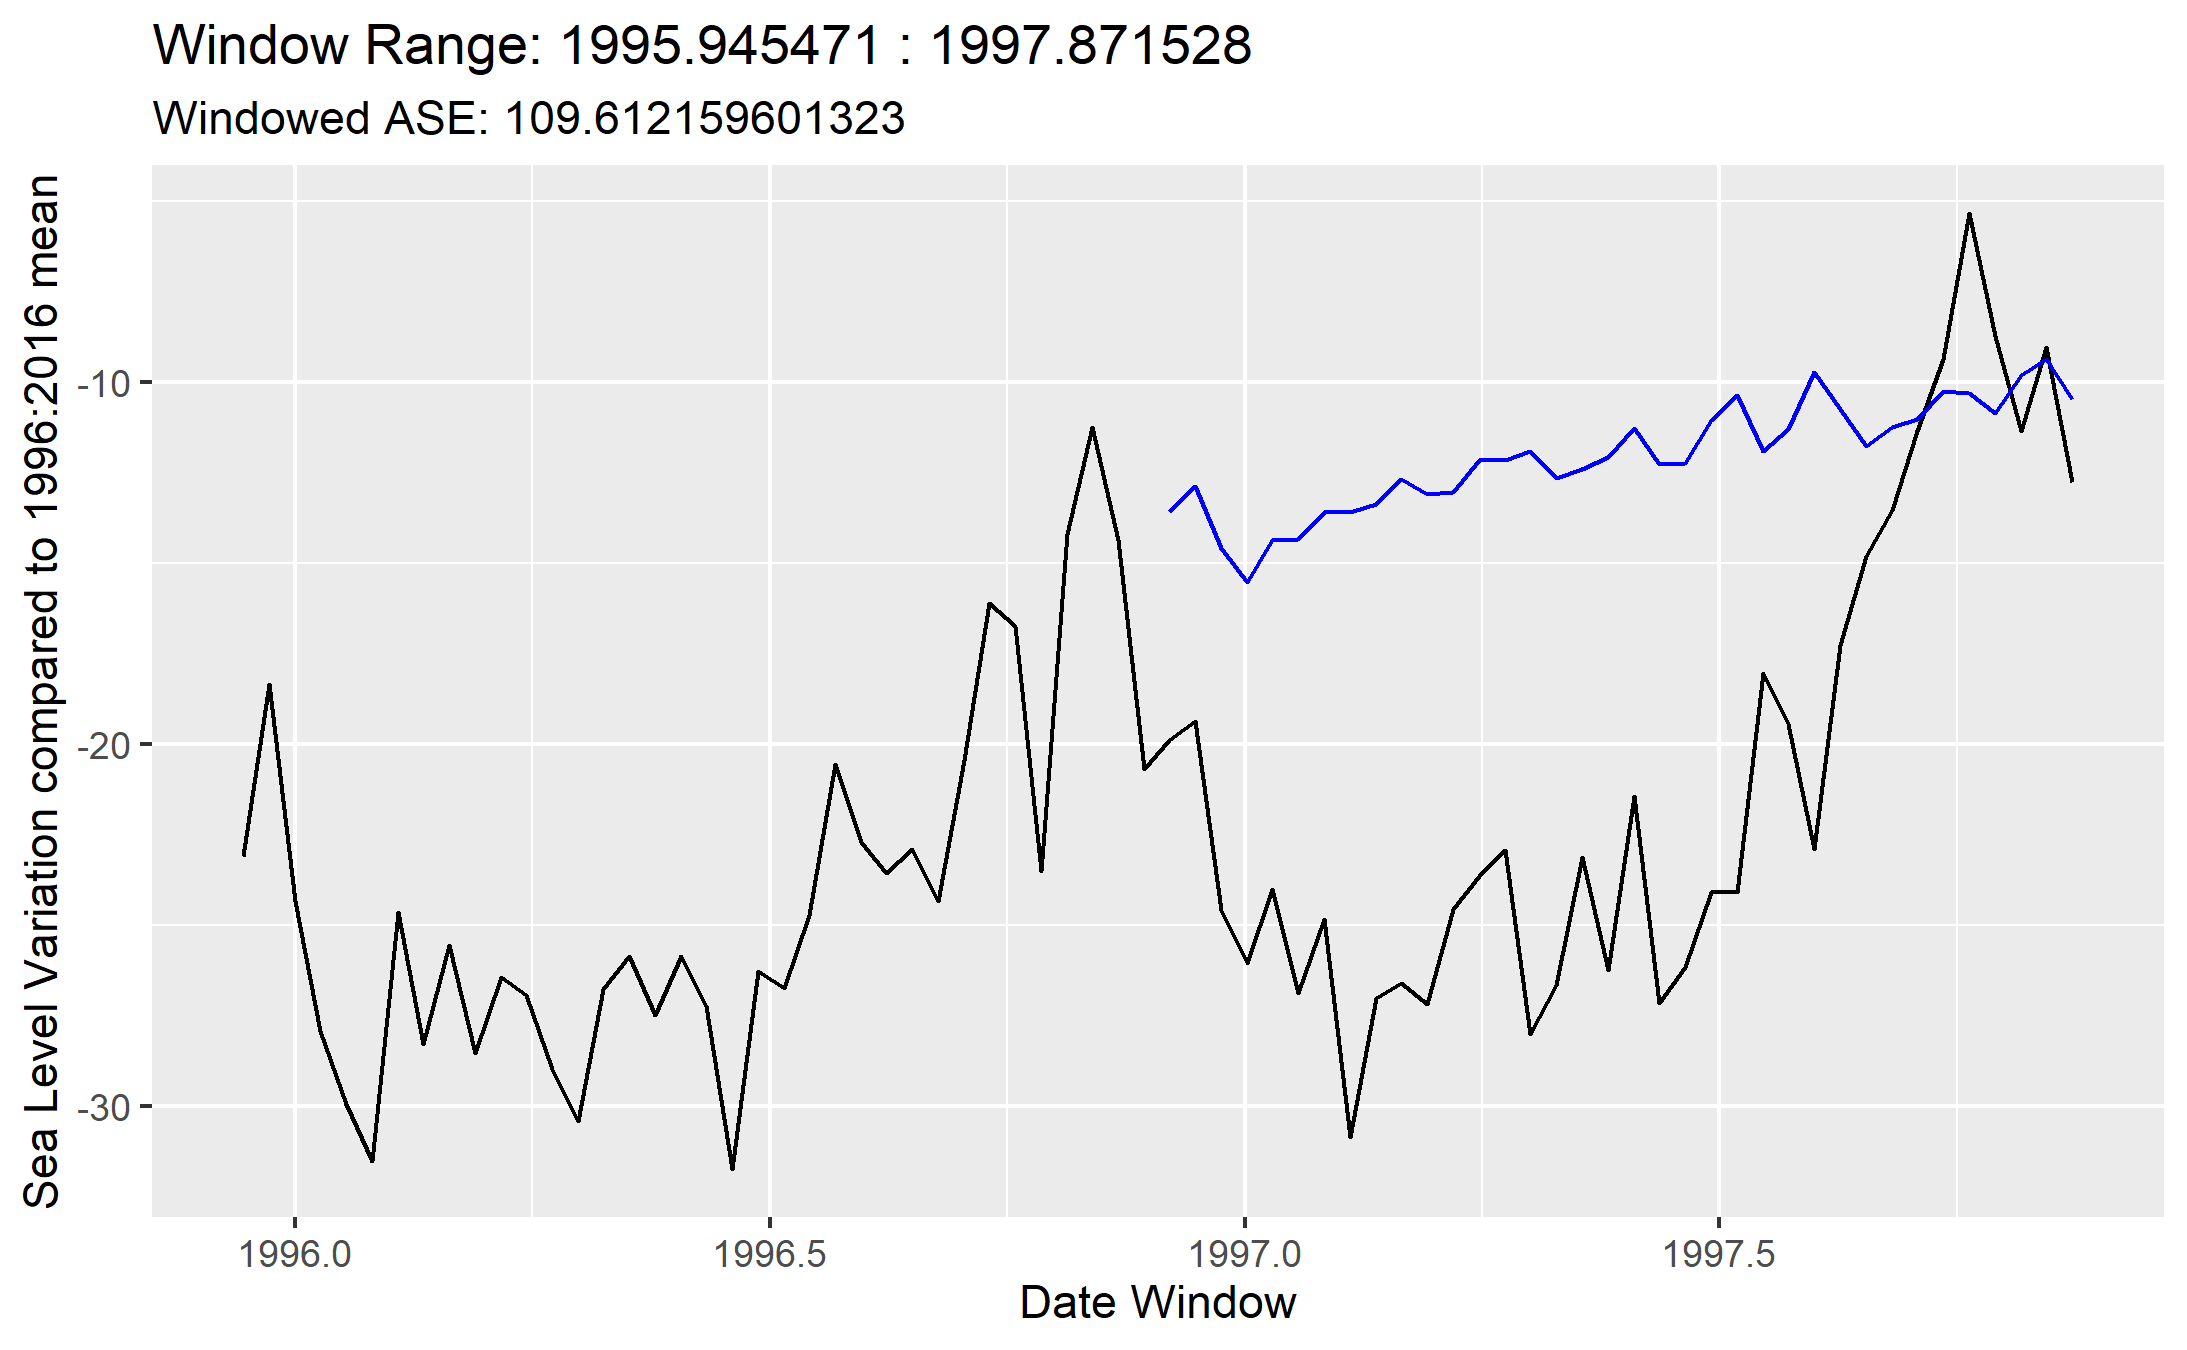 Window Range: 1995.945471 : 1997.871528
Windowed ASE: 109.612159601323
Sea Level Variation compared to 1996:2016 mean
-10
-20
-30
1996.0
1996.5
1997.0
1997.5
Date Window